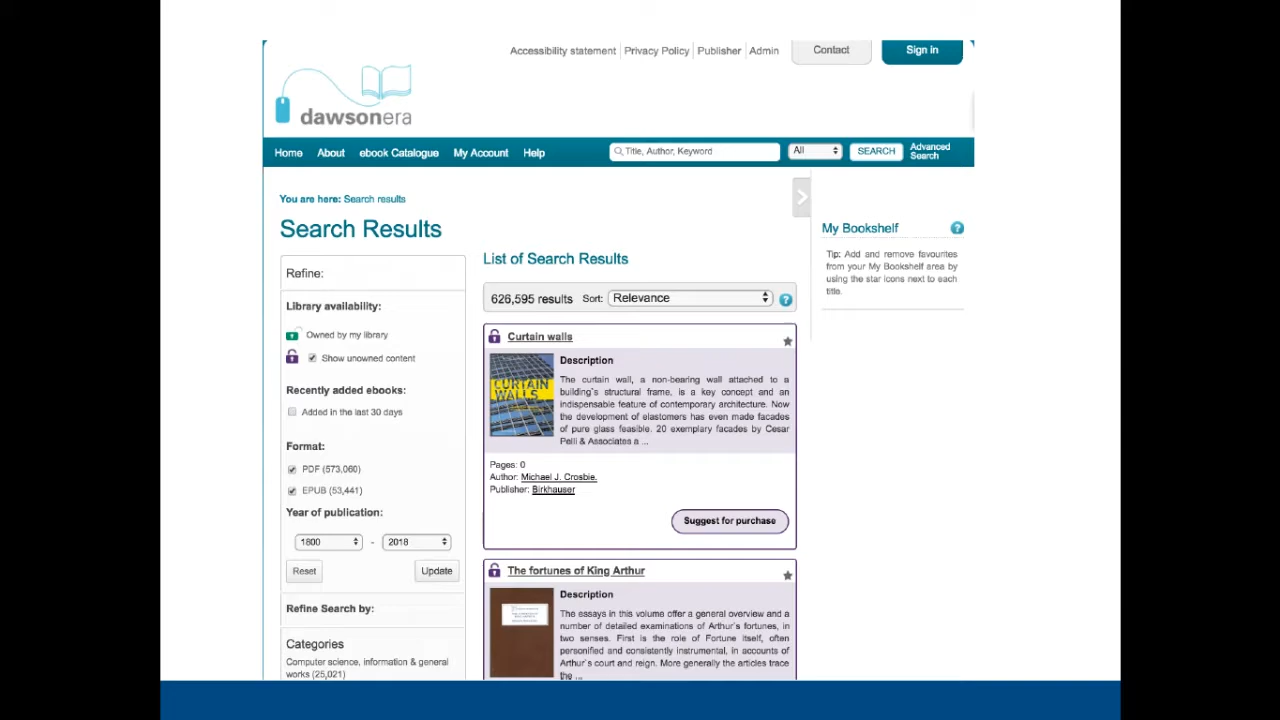 Accessibility statement Privacy Policy Publisher Admin Contact Sign in
dawsonera
Home About ebook Catalogue My Account Help Title, Author, Keyword All SEARCH Advanced Search
You are here: Search results
Search Results
Refine:
Library availability:
Owned by my library
Show unowned content
Recently added ebooks:
Added in the last 30 days
Format:
PDF (573,060)
EPUB (53,441)
Year of publication:
1800 - 2018
Reset Update
Refine Search by:
Categories
Computer science, information & general
works (25,021)
List of Search Results
626,595 results Sort: Relevance ?
Curtain walls
CURTAIN
WALLS
Description
The curtain wall, a non-bearing wall attached to a
building`s structural frame, is a key concept and an
indispensable feature of contemporary architecture. Now
the development of elastomers has even made facades
of pure glass feasible. 20 exemplary facades by Cesar
Pelli & Associates a ...
Pages: 0
Author: Michael J. Crosbie.
Publisher: Birkhauser
Suggest for purchase
The fortunes of King Arthur
Description
The essays in this volume offer a general overview and a
number of detailed examinations of Arthur`s fortunes, in
two senses. First is the role of Fortune itself, often
personified and consistently instrumental, in accounts of
Arthur`s court and reign. More generally the articles trace
the ...
My Bookshelf ?
Tip: Add and remove favourites
from your My Bookshelf area by
using the star icons next to each
title.